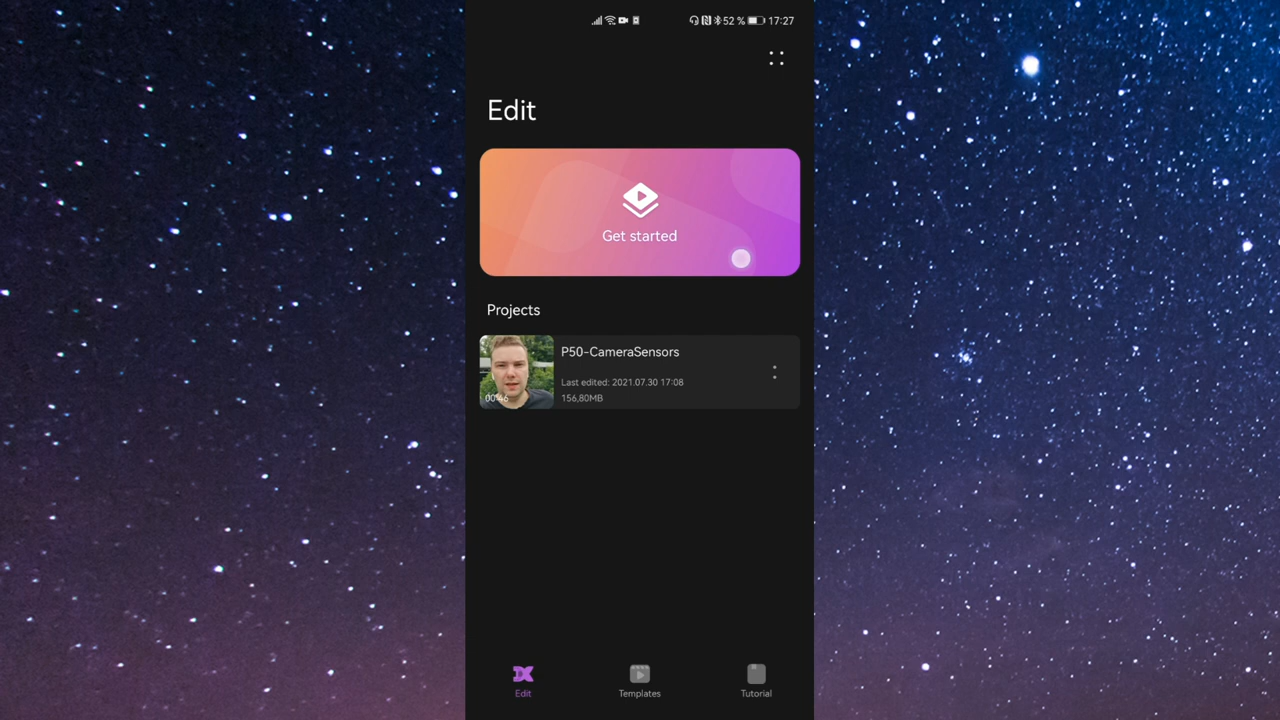 52 % 17:27
Edit
Get started
Projects
P50-CameraSensors
Last edited: 2021.07.30 17:08
00:46
156,80MB
Edit
Templates
Tutorial